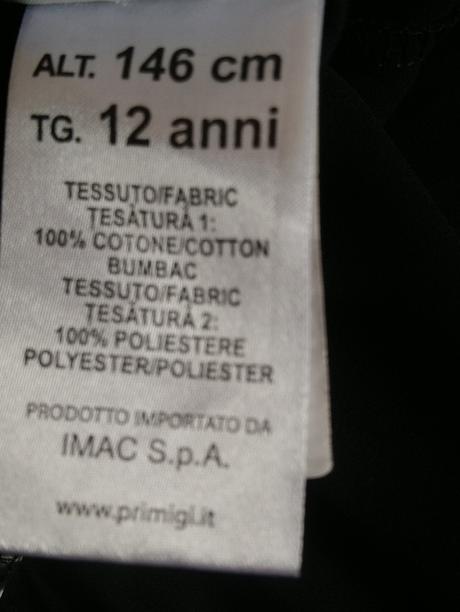 ALT. 146 cm
TG. 12 anni
TESSUTO/FABRIC
TESĂTURĂ 1:
100% COTONE/COTTON
BUMBAC
TESSUTO/FABRIC
TESĂTURĂ 2:
100% POLIESTERE
POLYESTER/POLIESTER
PRODOTTO IMPORTATO DA
IMAC S.p.A.
www.primigi.it